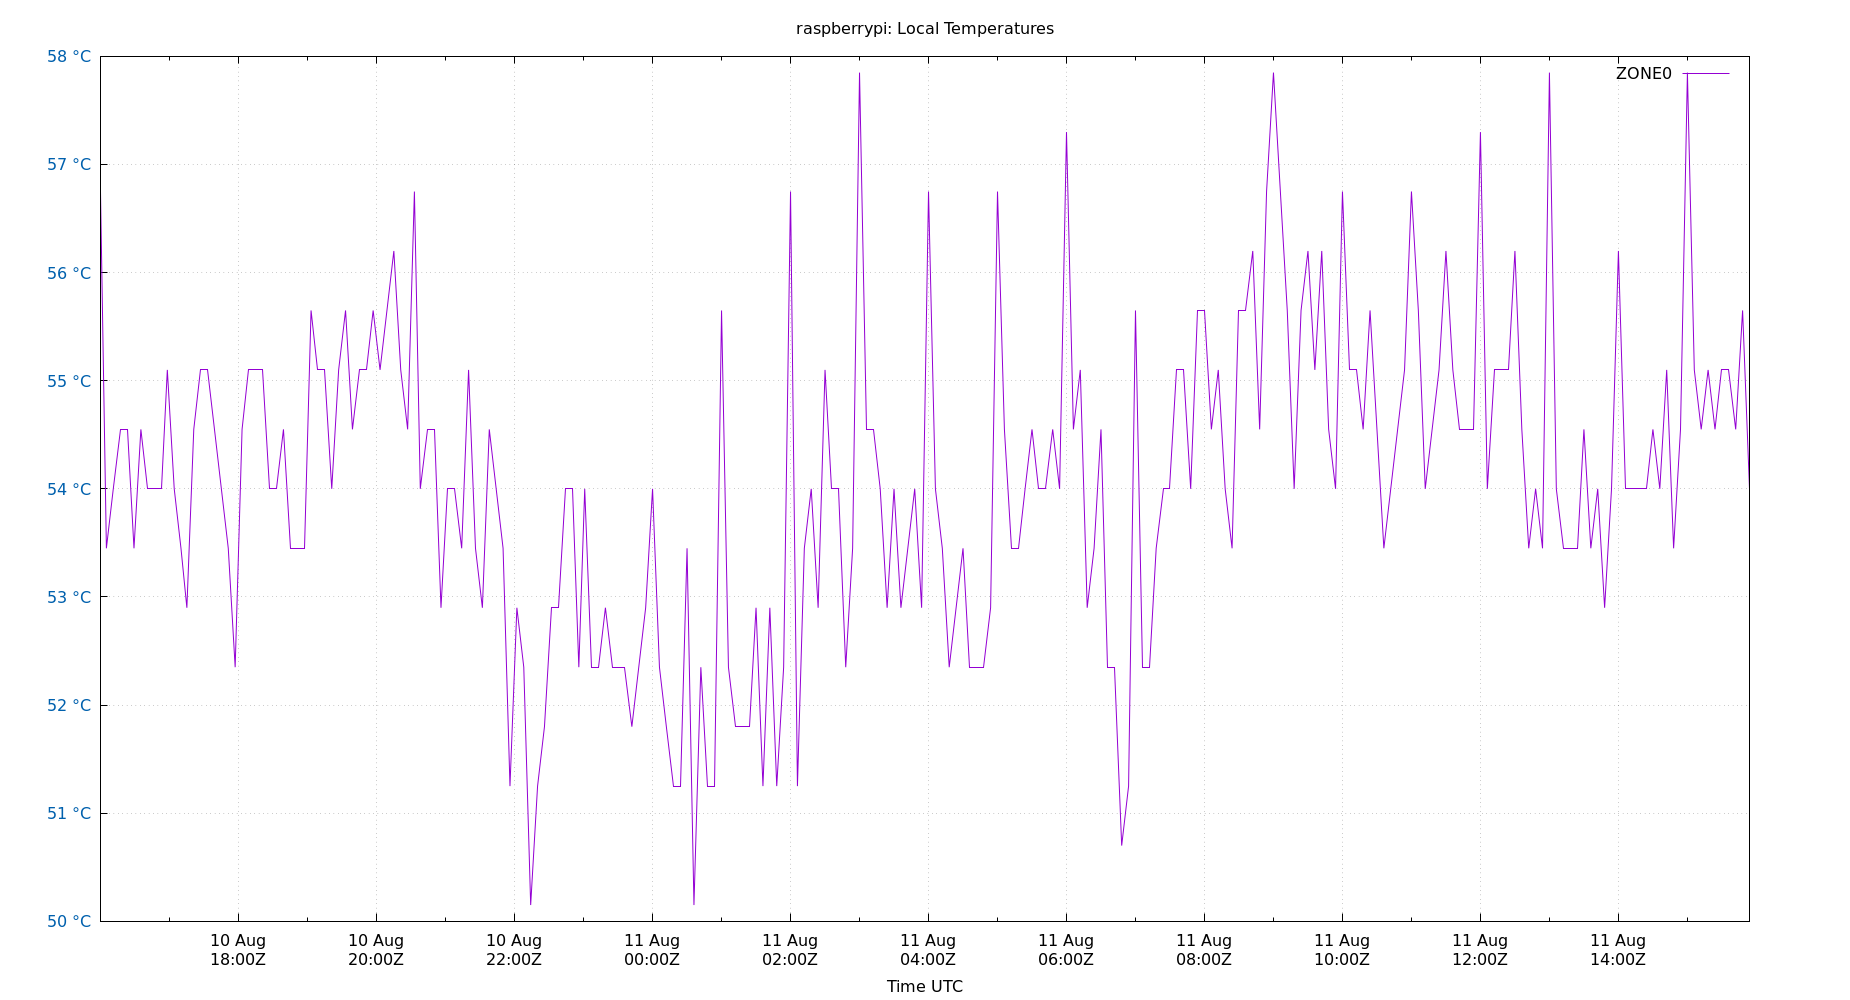 raspberrypi: Local Temperatures
58 °C
57 °C
56 °C
55 °C
54 °C
53 °C
52 °C
51 °C
50 °C
ZONE0
10 Aug 10 Aug 10 Aug 11 Aug 11 Aug 11 Aug 11 Aug 11 Aug 11 Aug 11 Aug 11 Aug
18:00Z 20:00Z 22:00Z 00:00Z 02:00Z 04:00Z 06:00Z 08:00Z 10:00Z 12:00Z 14:00Z
Time UTC